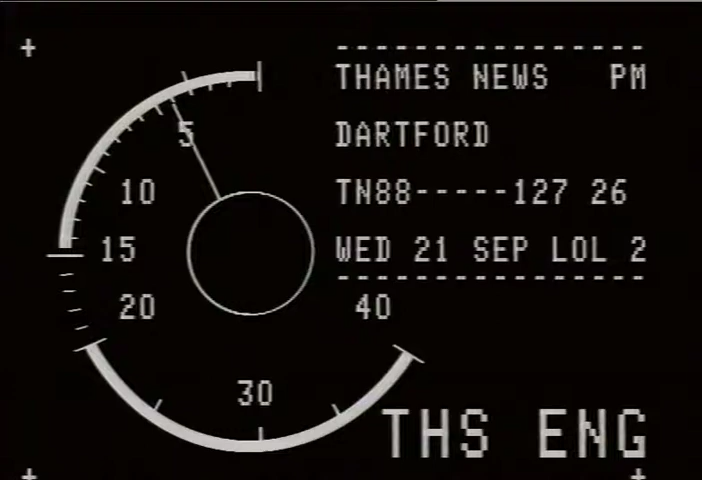 ----------------
THAMES NEWS PM
DARTFORD
TN88-----127 26
WED 21 SEP LOL 2
----------------
5
10
15
20
30
40
THS ENG